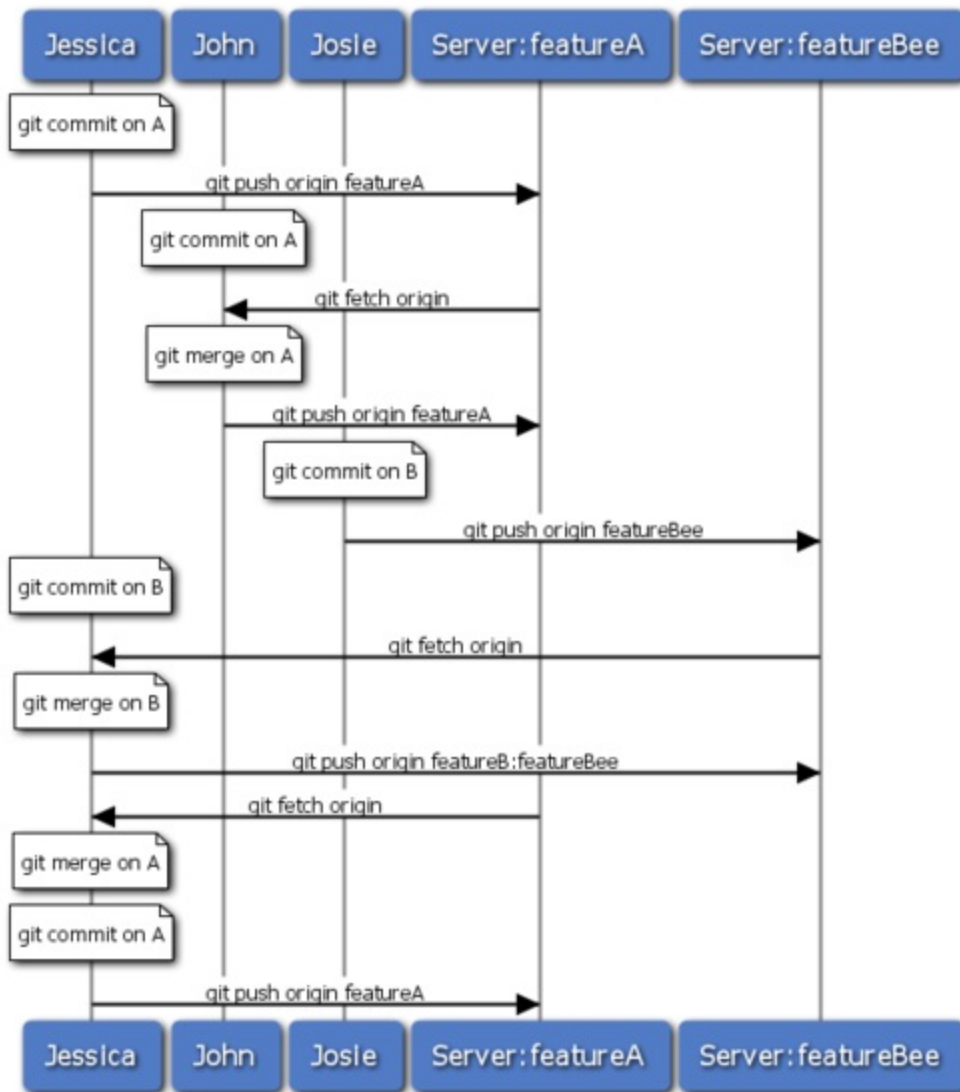 Jessica John Josie Server:featureA Server:featureBee
git commit on A
git push origin featureA
git commit on A
git fetch origin
git merge on A
git push origin featureA
git commit on B
git push origin featureBee
git commit on B
git fetch origin
git merge on B
git push origin featureB:featureBee
git fetch origin
git merge on A
git commit on A
git push origin featureA
Jessica John Josie Server:featureA Server:featureBee